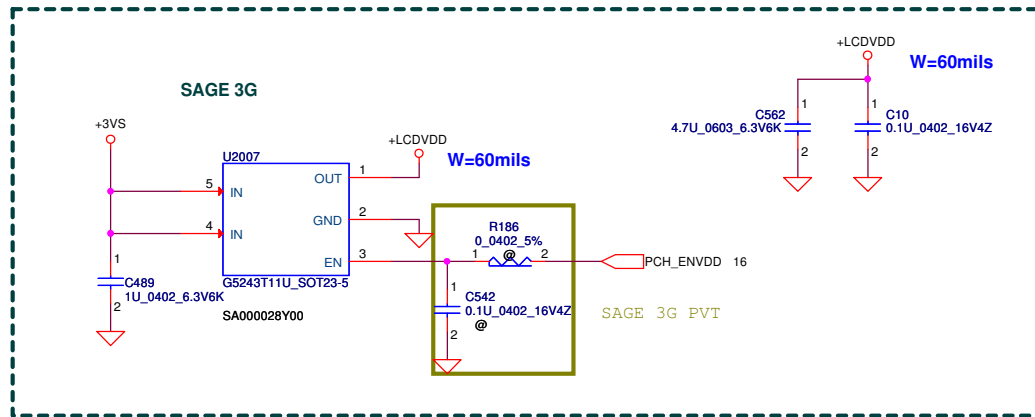 +LCDVDD
W=60mils
SAGE 3G
C562
4.7U_0603_6.3V6K
1
2
1
2
C10
0.1U_0402_16V4Z
+3VS
+LCDVDD
W=60mils
U2007
5
IN
OUT
1
4
IN
GND
2
EN
3
G5243T11U_SOT23-5
SA000028Y00
1
C489
1U_0402_6.3V6K
2
R186
0_0402_5%
@
1
2
PCH_ENVDD 16
1
C542
0.1U_0402_16V4Z
2
@
SAGE 3G PVT